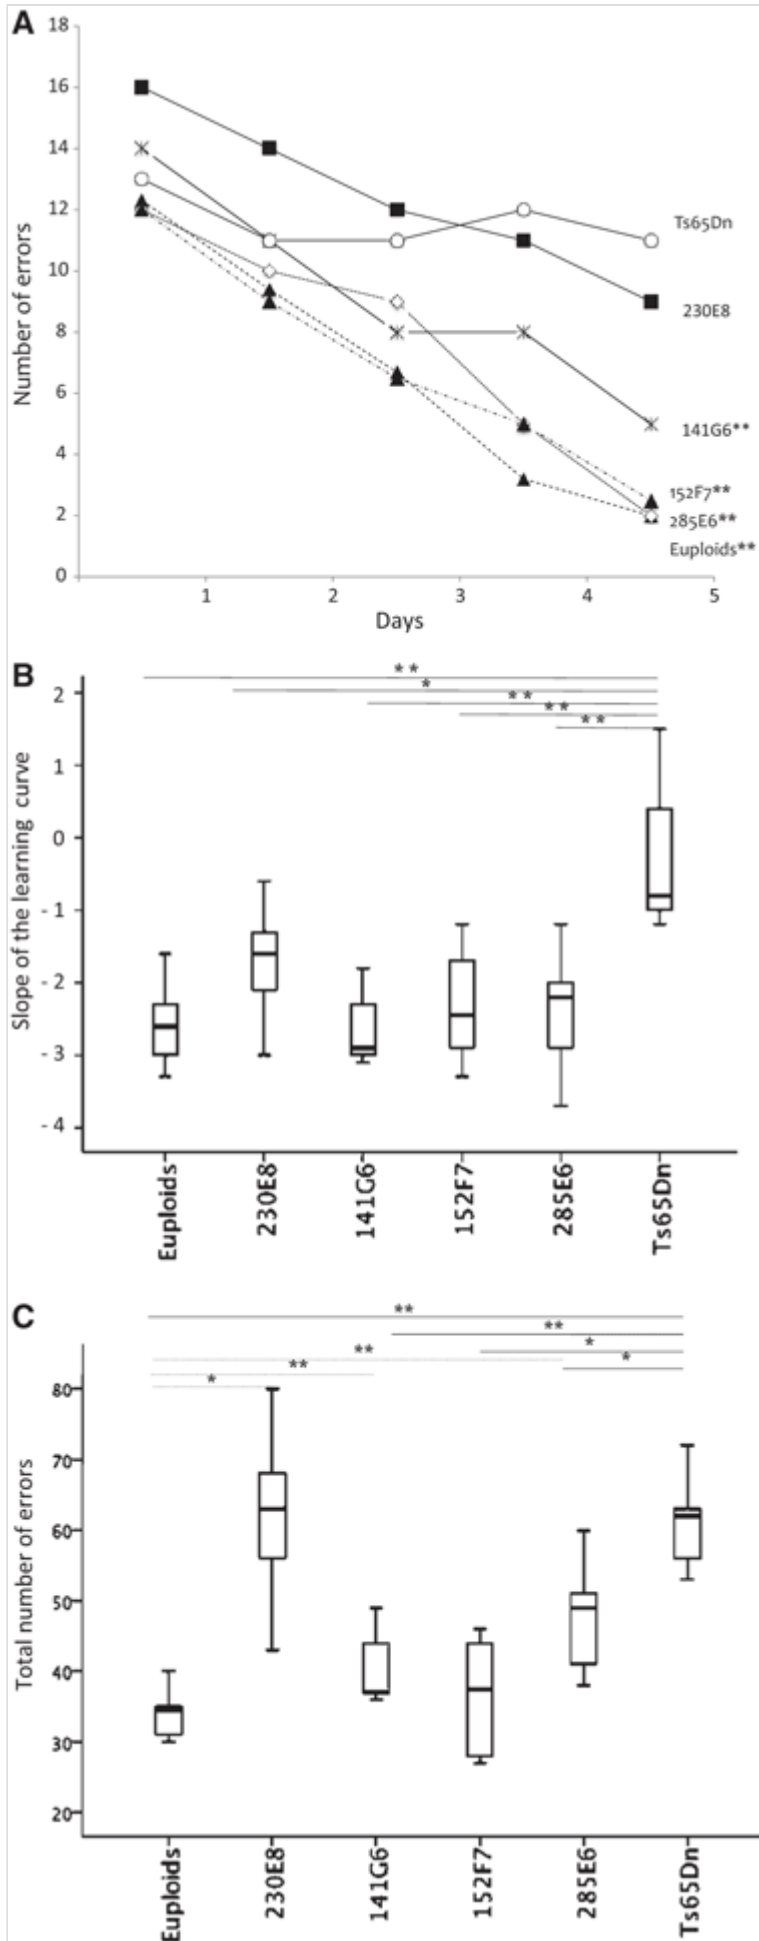 A
18
16
14
12
10
8
6
4
2
0
Number of errors
Ts65Dn
230E8
141G6**
152F7**
285E6**
Euploids**
1 2 3 4 5
Days
B
**
*
**
**
**
2
1
0
- 1
- 2
- 3
- 4
Slope of the learning curve
Euploids 230E8 141G6 152F7 285E6 Ts65Dn
C
**
**
*
**
*
**
*
80
70
60
50
40
30
20
Total number of errors
Euploids 230E8 141G6 152F7 285E6 Ts65Dn